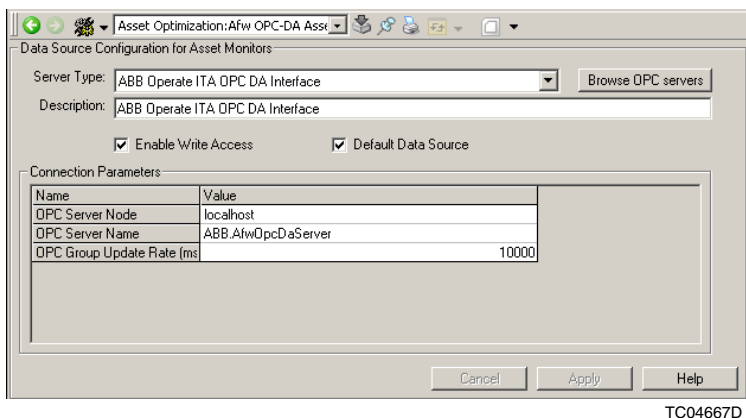 Asset Optimization:Afw OPC-DA Asse
Data Source Configuration for Asset Monitors
Server Type: ABB Operate ITA OPC DA Interface Browse OPC servers
Description: ABB Operate ITA OPC DA Interface
Enable Write Access Default Data Source
Connection Parameters
Name Value
OPC Server Node localhost
OPC Server Name ABB.AfwOpcDaServer
OPC Group Update Rate (ms 10000
Cancel Apply Help
TC04667D